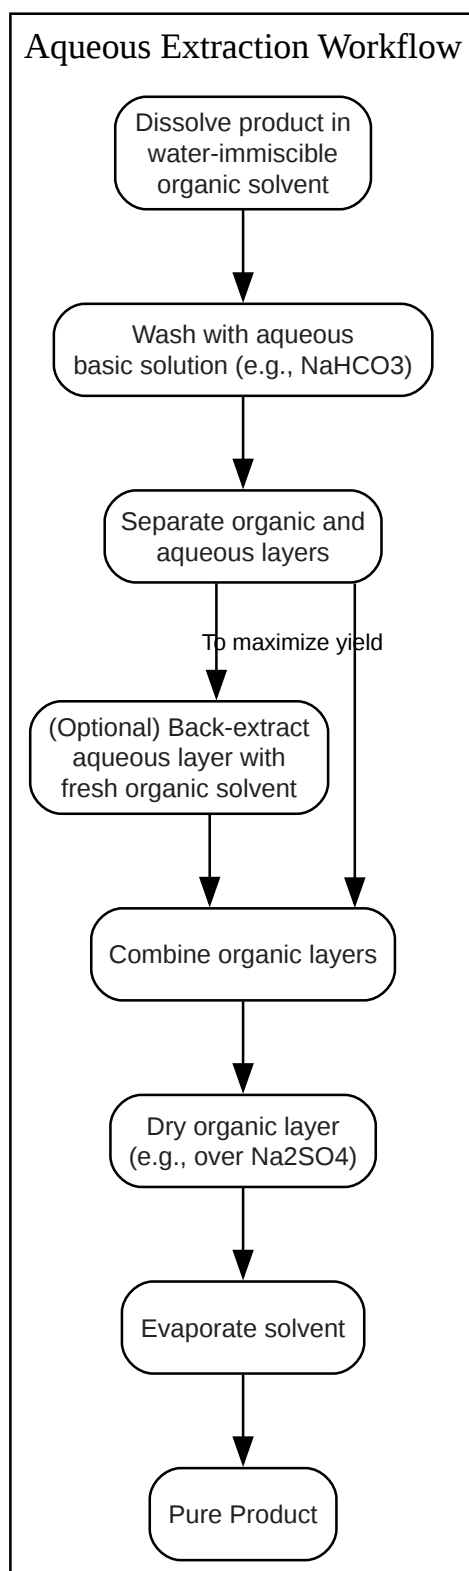 Aqueous Extraction Workflow
Dissolve product in
water-immiscible
organic solvent
Wash with aqueous
basic solution (e.g., NaHCO3)
Separate organic and
aqueous layers
To maximize yield
(Optional) Back-extract
aqueous layer with
fresh organic solvent
Combine organic layers
Dry organic layer
(e.g., over Na2SO4)
Evaporate solvent
Pure Product